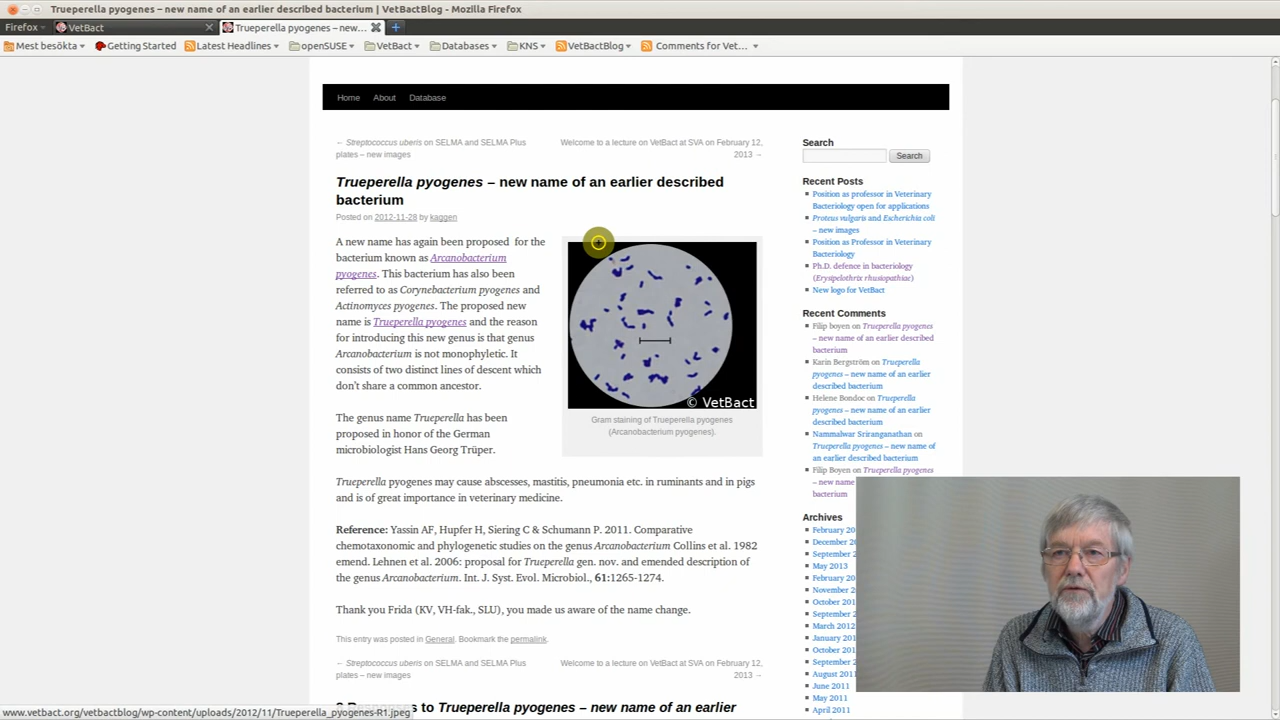 Trueperella pyogenes – new name of an earlier described bacterium | VetBactBlog - Mozilla Firefox
Firefox
VetBact
Trueperella pyogenes – new...
Mest besökta
Getting Started
Latest Headlines
openSUSE
VetBact
Databases
KNS
VetBactBlog
Comments for Vet...
Home
About
Database
← Streptococcus uberis on SELMA and SELMA Plus
plates – new images
Welcome to a lecture on VetBact at SVA on February 12,
2013 →
Trueperella pyogenes – new name of an earlier described
bacterium
Posted on 2012-11-28 by kaggen
A new name has again been proposed for the
bacterium known as Arcanobacterium
pyogenes. This bacterium has also been
referred to as Corynebacterium pyogenes and
Actinomyces pyogenes. The proposed new
name is Trueperella pyogenes and the reason
for introducing this new genus is that genus
Arcanobacterium is not monophyletic. It
consists of two distinct lines of descent which
don't share a common ancestor.
The genus name Trueperella has been
proposed in honor of the German
microbiologist Hans Georg Trüper.
© VetBact
Gram staining of Trueperella pyogenes
(Arcanobacterium pyogenes).
Trueperella pyogenes may cause abscesses, mastitis, pneumonia etc. in ruminants and in pigs
and is of great importance in veterinary medicine.
Reference: Yassin AF, Hupfer H, Siering C & Schumann P. 2011. Comparative
chemotaxonomic and phylogenetic studies on the genus Arcanobacterium Collins et al. 1982
emend. Lehnen et al. 2006: proposal for Trueperella gen. nov. and emended description of
the genus Arcanobacterium. Int. J. Syst. Evol. Microbiol., 61:1265-1274.
Thank you Frida (KV, VH-fak., SLU), you made us aware of the name change.
This entry was posted in General. Bookmark the permalink.
← Streptococcus uberis on SELMA and SELMA Plus
plates – new images
Welcome to a lecture on VetBact at SVA on February 12,
2013 →
to Trueperella pyogenes – new name of an earlier
www.vetbact.org/vetbactblog/wp-content/uploads/2012/11/Trueperella_pyogenes-R1.jpeg
Search
Search
Recent Posts
Position as professor in Veterinary
Bacteriology open for applications
Proteus vulgaris and Escherichia coli
– new images
Position as Professor in Veterinary
Bacteriology
Ph.D. defence in bacteriology
(Erysipelothrix rhusiopathiae)
New logo for VetBact
Recent Comments
Filip boyen on Trueperella pyogenes
– new name of an earlier described
bacterium
Karin Bergström on Trueperella
pyogenes – new name of an earlier
described bacterium
Helene Bondoc on Trueperella
pyogenes – new name of an earlier
described bacterium
Nammalwar Sriranganathan on
Trueperella pyogenes – new name of
an earlier described bacterium
Filip Boyen on Trueperella pyogenes
– new name
bacterium
Archives
February 20
December 20
September
May 2013
February 20
November
October 201
September
March 2012
January 201
October 201
September
August 2011
June 2011
May 2011
April 2011